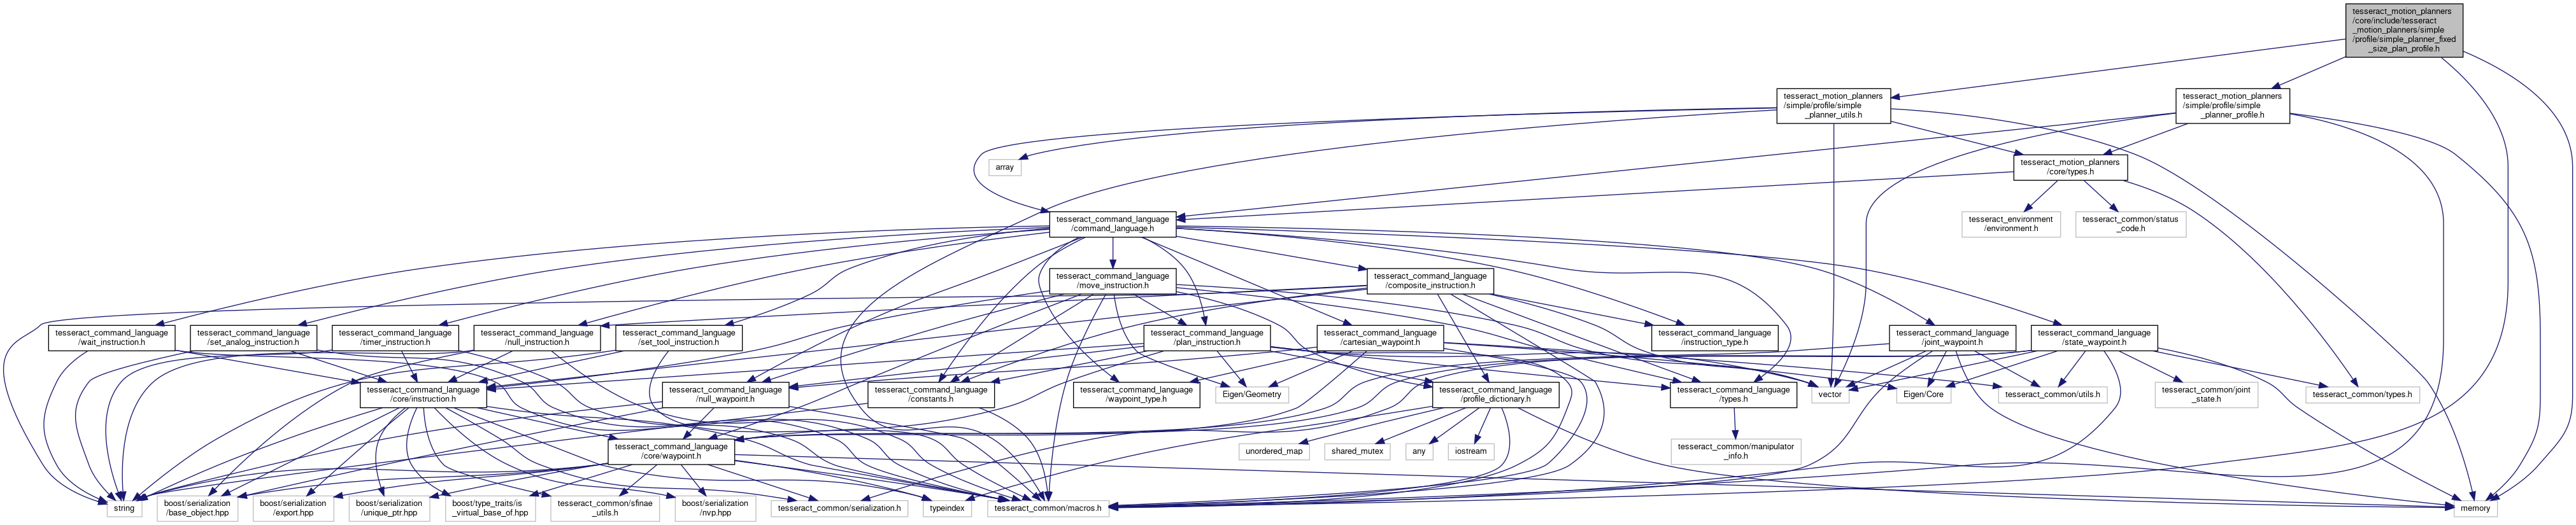 tesseract_motion_planners
/core/include/tesseract
_motion_planners/simple
/profile/simple_planner_fixed
_size_plan_profile.h
tesseract_motion_planners
/simple/profile/simple
_planner_utils.h
tesseract_motion_planners
/simple/profile/simple
_planner_profile.h
array
tesseract_motion_planners
/core/types.h
tesseract_command_language
/command_language.h
tesseract_environment
/environment.h
tesseract_common/status
_code.h
tesseract_command_language
/move_instruction.h
tesseract_command_language
/composite_instruction.h
tesseract_command_language
/wait_instruction.h
tesseract_command_language
/set_analog_instruction.h
tesseract_command_language
/timer_instruction.h
tesseract_command_language
/null_instruction.h
tesseract_command_language
/set_tool_instruction.h
tesseract_command_language
/plan_instruction.h
tesseract_command_language
/cartesian_waypoint.h
tesseract_command_language
/instruction_type.h
tesseract_command_language
/joint_waypoint.h
tesseract_command_language
/state_waypoint.h
tesseract_command_language
/core/instruction.h
tesseract_command_language
/null_waypoint.h
tesseract_command_language
/constants.h
tesseract_command_language
/waypoint_type.h
Eigen/Geometry
tesseract_command_language
/profile_dictionary.h
tesseract_command_language
/types.h
vector
Eigen/Core
tesseract_common/utils.h
tesseract_common/joint
_state.h
tesseract_common/types.h
tesseract_command_language
/core/waypoint.h
unordered_map
shared_mutex
any
iostream
tesseract_common/manipulator
_info.h
string
boost/serialization
/base_object.hpp
boost/serialization
/export.hpp
boost/serialization
/unique_ptr.hpp
boost/type_traits/is
_virtual_base_of.hpp
tesseract_common/sfinae
_utils.h
boost/serialization
/nvp.hpp
tesseract_common/serialization.h
typeindex
tesseract_common/macros.h
memory